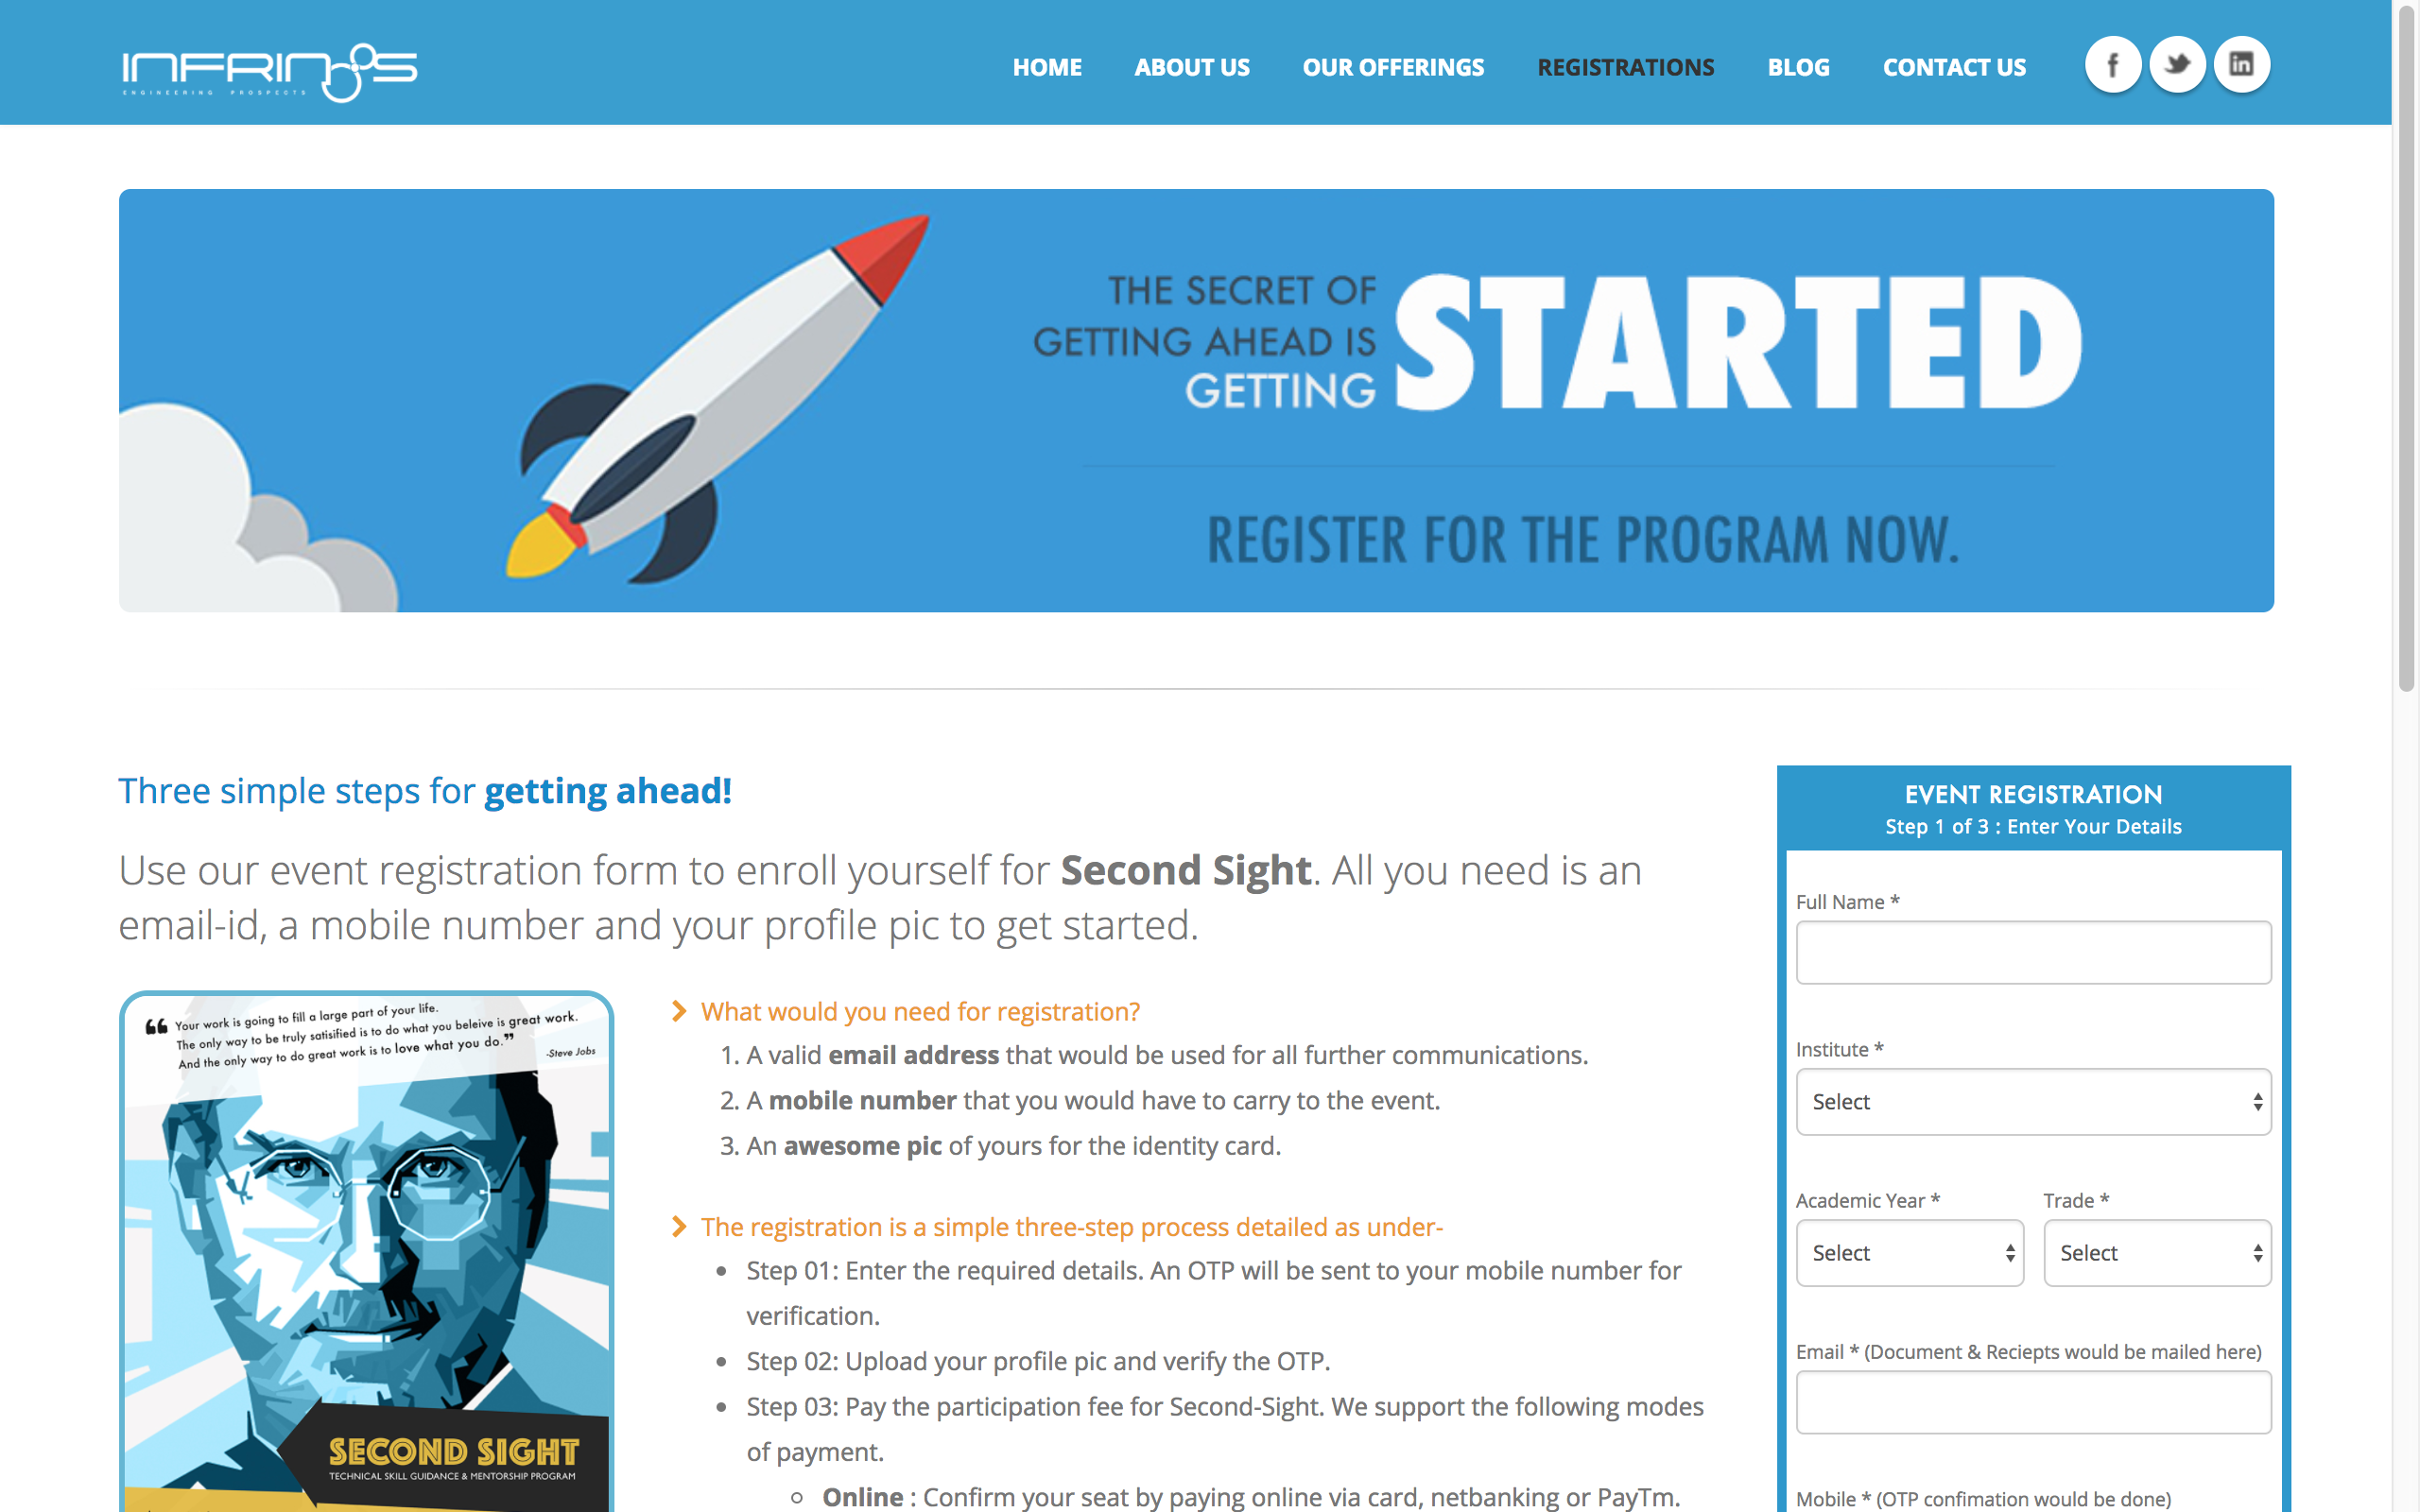 INFRINGOS
ENGINEERING PROSPECTS
HOME
ABOUT US
OUR OFFERINGS
REGISTRATIONS
BLOG
CONTACT US
THE SECRET OF
GETTING AHEAD IS
GETTING STARTED
REGISTER FOR THE PROGRAM NOW.
Three simple steps for getting ahead!
Use our event registration form to enroll yourself for Second Sight. All you need is an
email-id, a mobile number and your profile pic to get started.
❝ Your work is going to fill a large part of your life.
The only way to be truly satisified is to do what you beleive is great work.
And the only way to do great work is to love what you do.❞
-Steve Jobs
SECOND SIGHT
TECHNICAL SKILL GUIDANCE & MENTORSHIP PROGRAM
What would you need for registration?
1. A valid email address that would be used for all further communications.
2. A mobile number that you would have to carry to the event.
3. An awesome pic of yours for the identity card.
The registration is a simple three-step process detailed as under-
• Step 01: Enter the required details. An OTP will be sent to your mobile number for
verification.
• Step 02: Upload your profile pic and verify the OTP.
• Step 03: Pay the participation fee for Second-Sight. We support the following modes
of payment.
○ Online : Confirm your seat by paying online via card, netbanking or PayTm.
EVENT REGISTRATION
Step 1 of 3 : Enter Your Details
Full Name *
Institute *
Select
Academic Year * Trade *
Select Select
Email * (Document & Reciepts would be mailed here)
Mobile * (OTP confimation would be done)